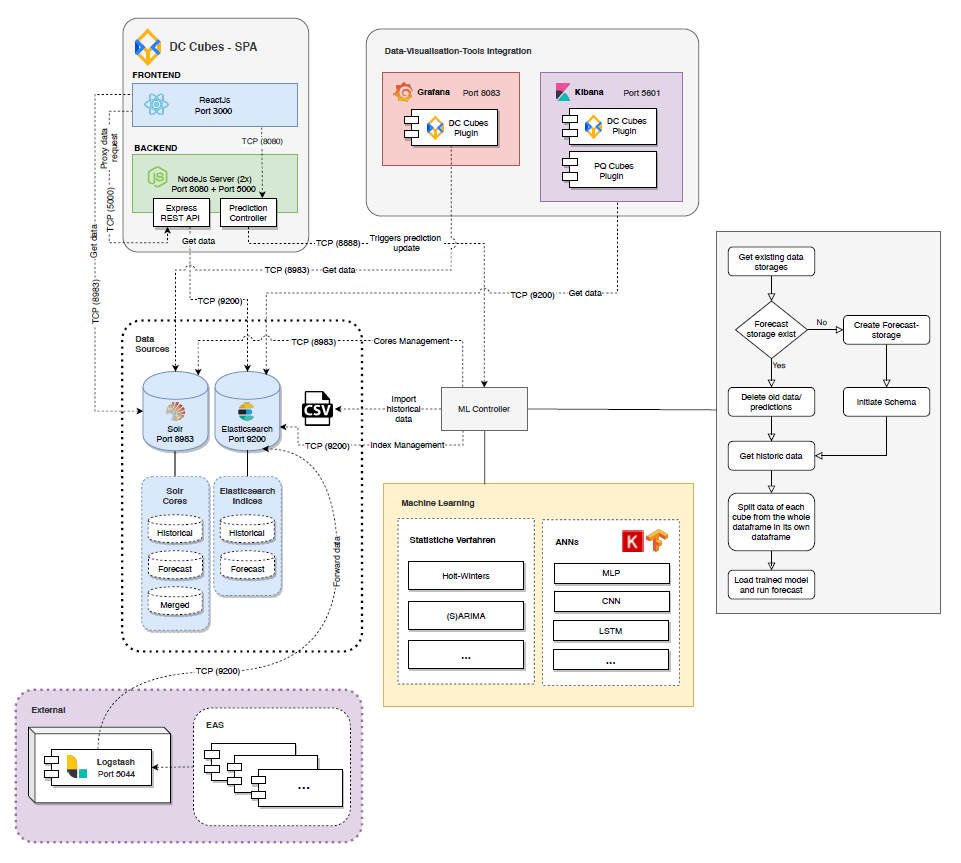 DC Cubes - SPA
FRONTEND
ReactJs
Port 3000
TCP (8080)
BACKEND
NodeJs Server (2x)
Port 8080 + Port 5000
Express
REST API
Prediction
Controller
Proxy data
request
TCP (5000)
Get data
TCP (8983)
Get data
TCP (9200)
TCP (8888)
Triggers prediction
update
TCP (8983)
Get data
TCP (9200)
Get data
Data-Visualisation-Tools Integration
Grafana
Port 8083
DC Cubes
Plugin
Kibana
Port 5601
DC Cubes
Plugin
PQ Cubes
Plugin
Data
Sources
TCP (8983)
Cores Management
Solr
Port 8983
Elasticsearch
Port 9200
CSV
Import
historical
data
TCP (9200)
Index Management
ML Controller
Solr
Cores
Historical
Forecast
Merged
Elasticsearch
Indices
Historical
Forecast
Forward data
TCP (9200)
Machine Learning
Statistiche Verfahren
Holt-Winters
(S)ARIMA
...
ANNs
K
MLP
CNN
LSTM
...
Get existing data
storages
Forecast
storage exist
No
Yes
Create Forecast-
storage
Initiate Schema
Delete old data/
predictions
Get historic data
Split data of each
cube from the whole
dataframe in its own
dataframe
Load trained model
and run forecast
External
Logstash
Port 5044
EAS
...